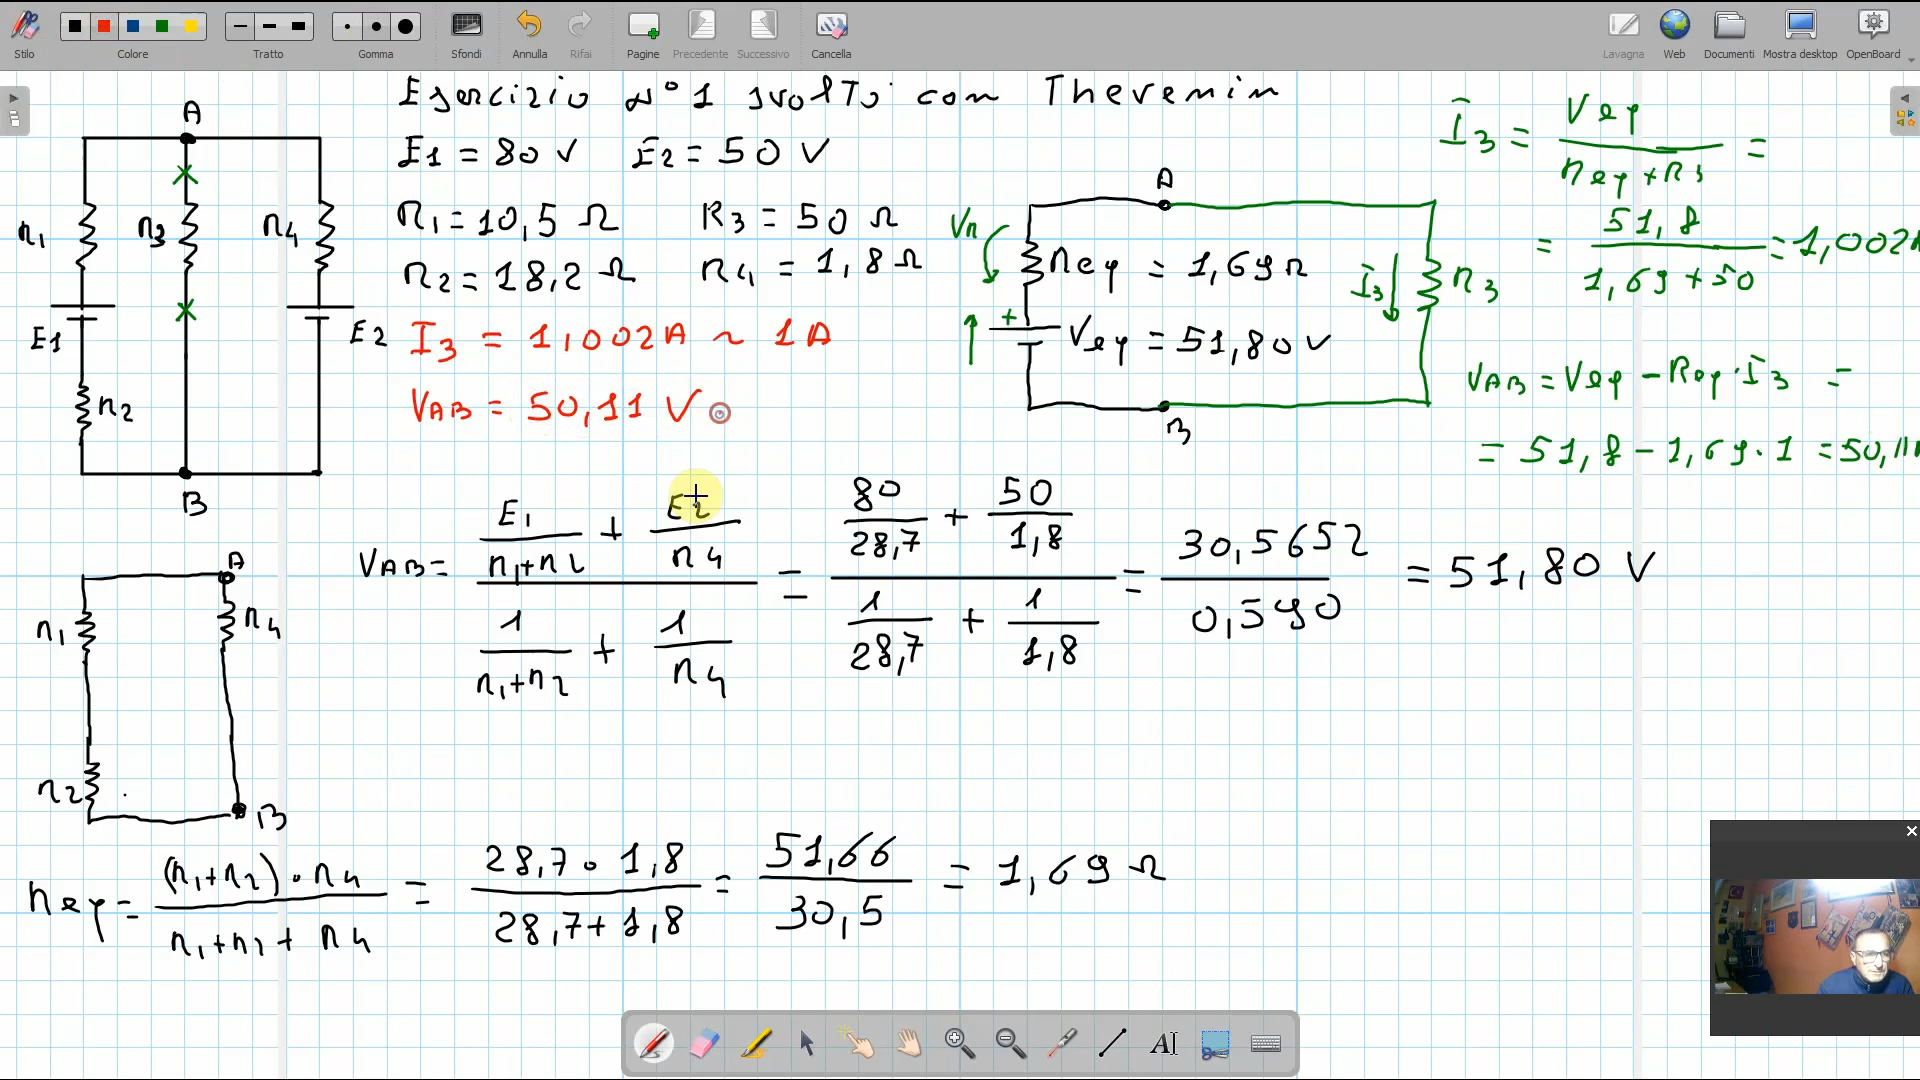 Stilo
Colore
Tratto
Gomma
Sfondi
Annulla
Rifai
Pagine
Precedente
Successivo
Cancella
Lavagna
Web
Documenti
Mostra desktop
OpenBoard
Esercizio N°1 svolto con Thevenin
E1 = 80 V E2 = 50 V
R1 = 10,5 Ω R3 = 50 Ω
R2 = 18,2 Ω R4 = 1,8 Ω
I3 = 1,002A ~ 1A
VAB = 50,11 V
A
R1
R3
R4
E1
E2
R2
B
A
VR
Req = 1,69Ω
+
Veq = 51,80 V
I3
R3
B
I3 = Veq / Req + R3 =
= 51,8 / 1,69 + 50 = 1,002A
VAB = Veq - Req · I3 =
= 51,8 - 1,69 · 1 = 50,11
VAB = E1 / R1+R2 + E2 / R4 / 1 / R1+R2 + 1 / R4 = 80 / 28,7 + 50 / 1,8 / 1 / 28,7 + 1 / 1,8 = 30,5652 / 0,590 = 51,80 V
A
R1
R4
R2
B
Req = (R1+R2) · R4 / R1+R2 + R4 = 28,7 · 1,8 / 28,7 + 1,8 = 51,66 / 30,5 = 1,69 Ω
AI